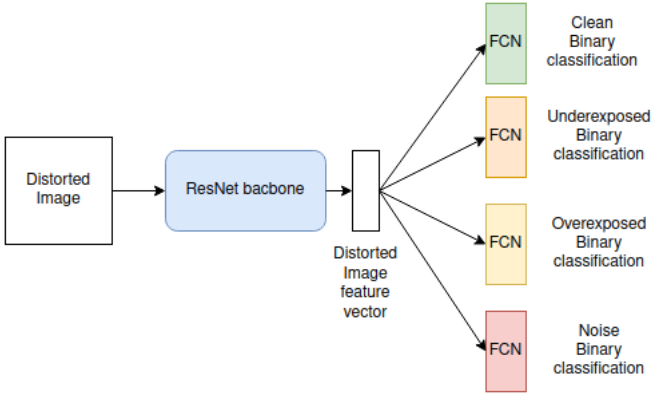 Distorted
Image
ResNet bacbone
Distorted
Image
feature
vector
FCN
Clean
Binary
classification
FCN
Underexposed
Binary
classification
FCN
Overexposed
Binary
classification
FCN
Noise
Binary
classification